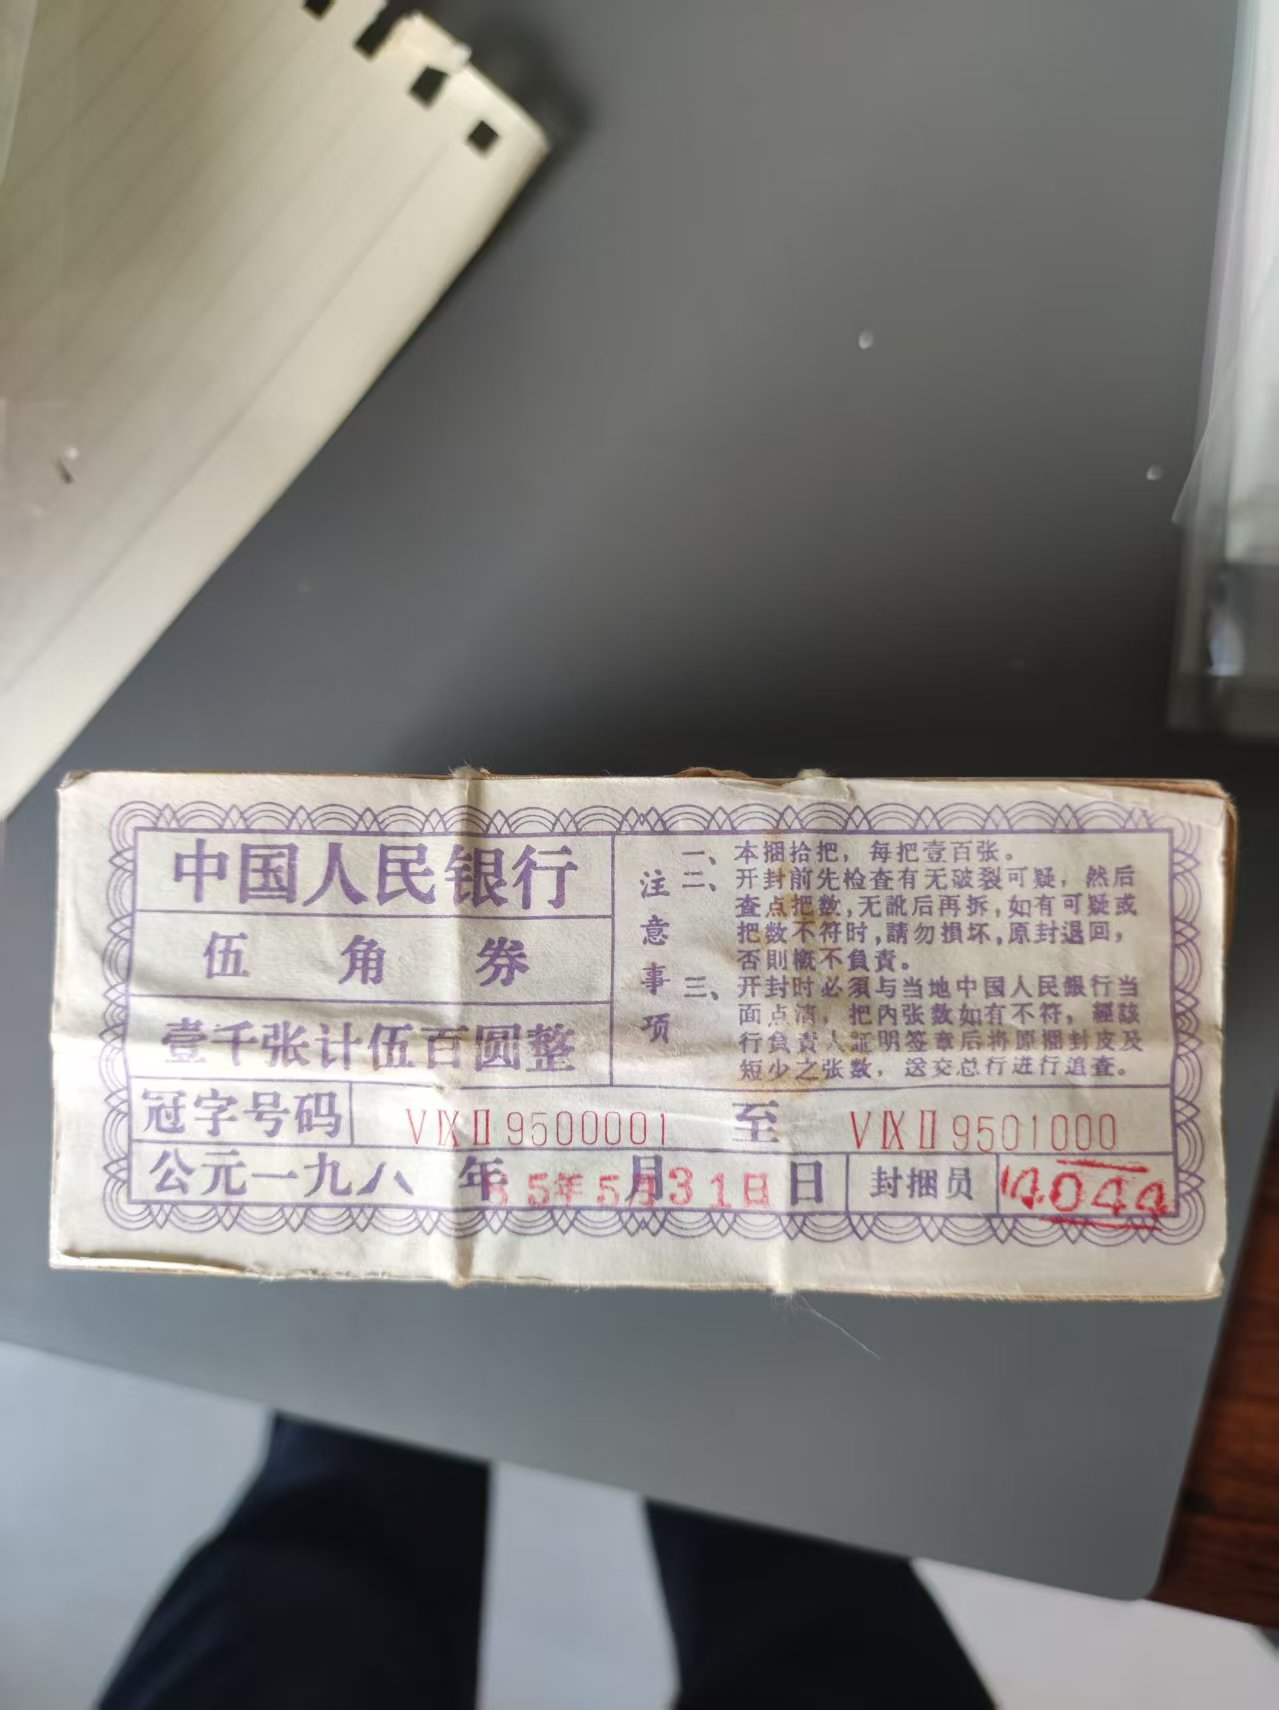 中国人民银行
伍角券
壹千张计伍百圆整
注意事项
一、本捆拾把，每把壹百张。
二、开封前先检查有无破裂可疑，然后
查点把数，无訛后再拆，如有可疑或
把数不符时，請勿損坏，原封退回，
否則概不負責。
三、开封时必須与当地中国人民銀行当
面点清，把内张数如有不符，經該
行負責人証明签章后将原捆封皮及
短少之张数，送交总行进行追查。
冠字号码 VⅨⅡ9500001 至 VⅨⅡ9501000
公元一九八 年 月 日 封捆员 14044
85年5月31日